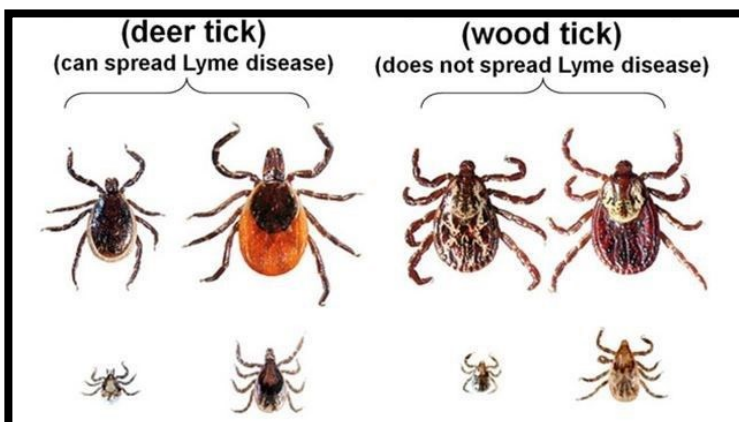 (deer tick)
(can spread Lyme disease)
(wood tick)
(does not spread Lyme disease)